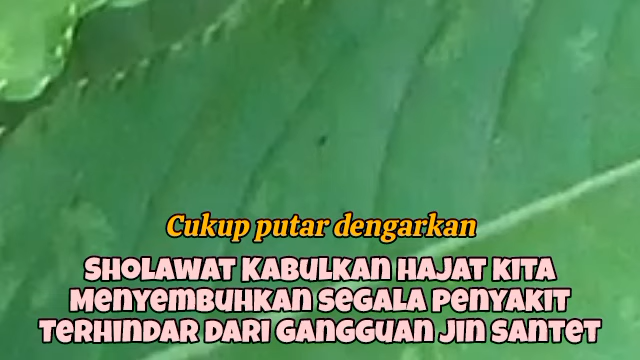 Cukup putar dengarkan
SHOLAWAT KABULKAN HAJAT KITA
MENYEMBUHKAN SEGALA PENYAKIT
TERHINDAR DARI GANGGUAN JIN SANTET